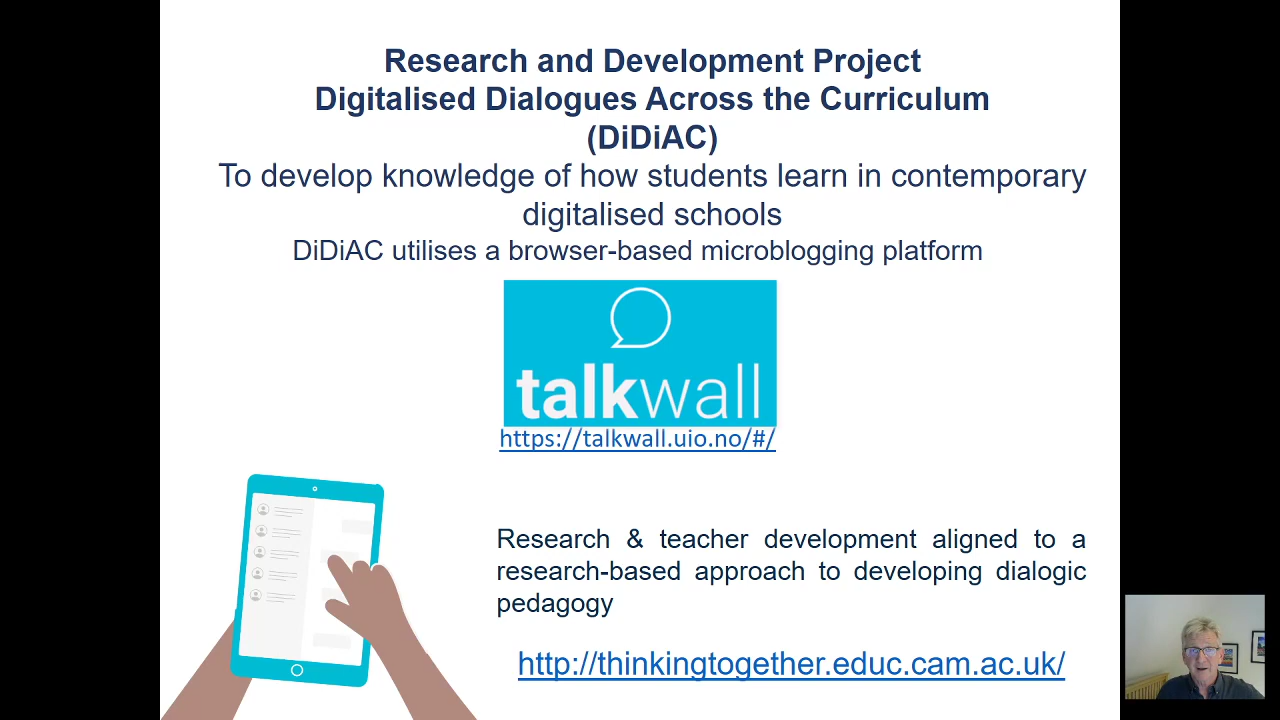 Research and Development Project
Digitalised Dialogues Across the Curriculum
(DiDiAC)
To develop knowledge of how students learn in contemporary
digitalised schools
DiDiAC utilises a browser-based microblogging platform
talkwall
https://talkwall.uio.no/#/
Research & teacher development aligned to a
research-based approach to developing dialogic
pedagogy
http://thinkingtogether.educ.cam.ac.uk/